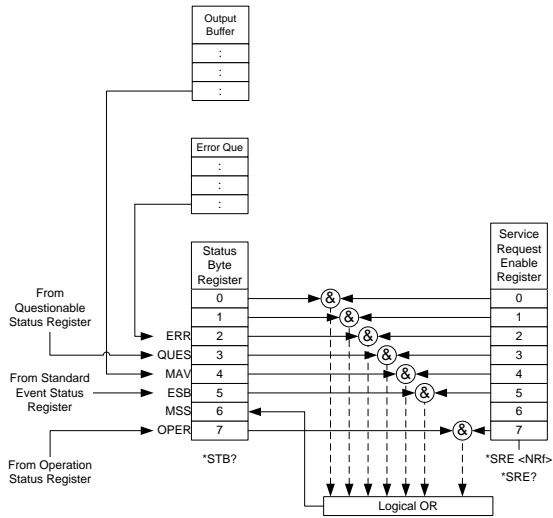 Output
Buffer
:
:
:
Error Que
:
:
:
Status
Byte
Register
0
1
ERR 2
QUES 3
MAV 4
ESB 5
MSS 6
OPER 7
*STB?
From
Questionable
Status Register
From Standard
Event Status
Register
From Operation
Status Register
&
&
&
&
&
&
&
Service
Request
Enable
Register
0
1
2
3
4
5
6
7
*SRE <NRf>
*SRE?
Logical OR